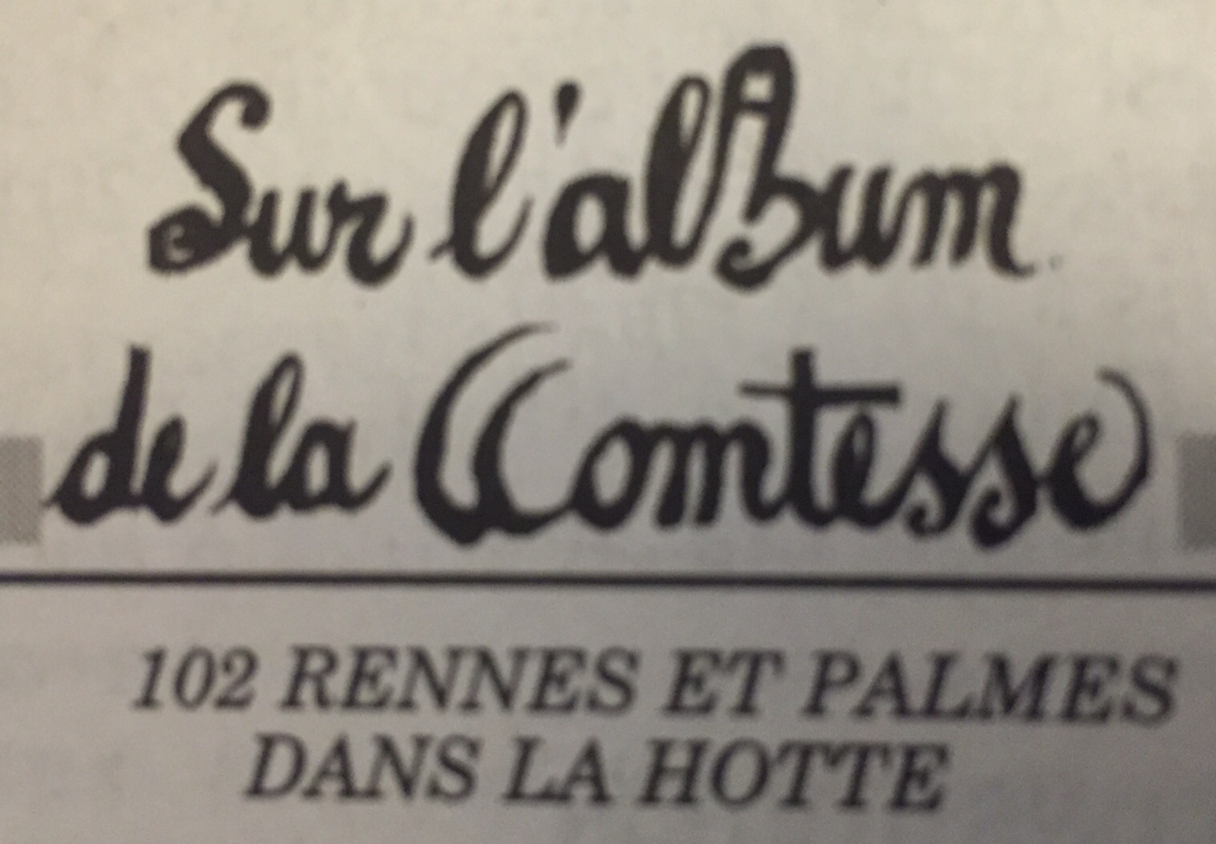 Sur l'alBum
de la Comtesse
102 RENNES ET PALMES
DANS LA HOTTE